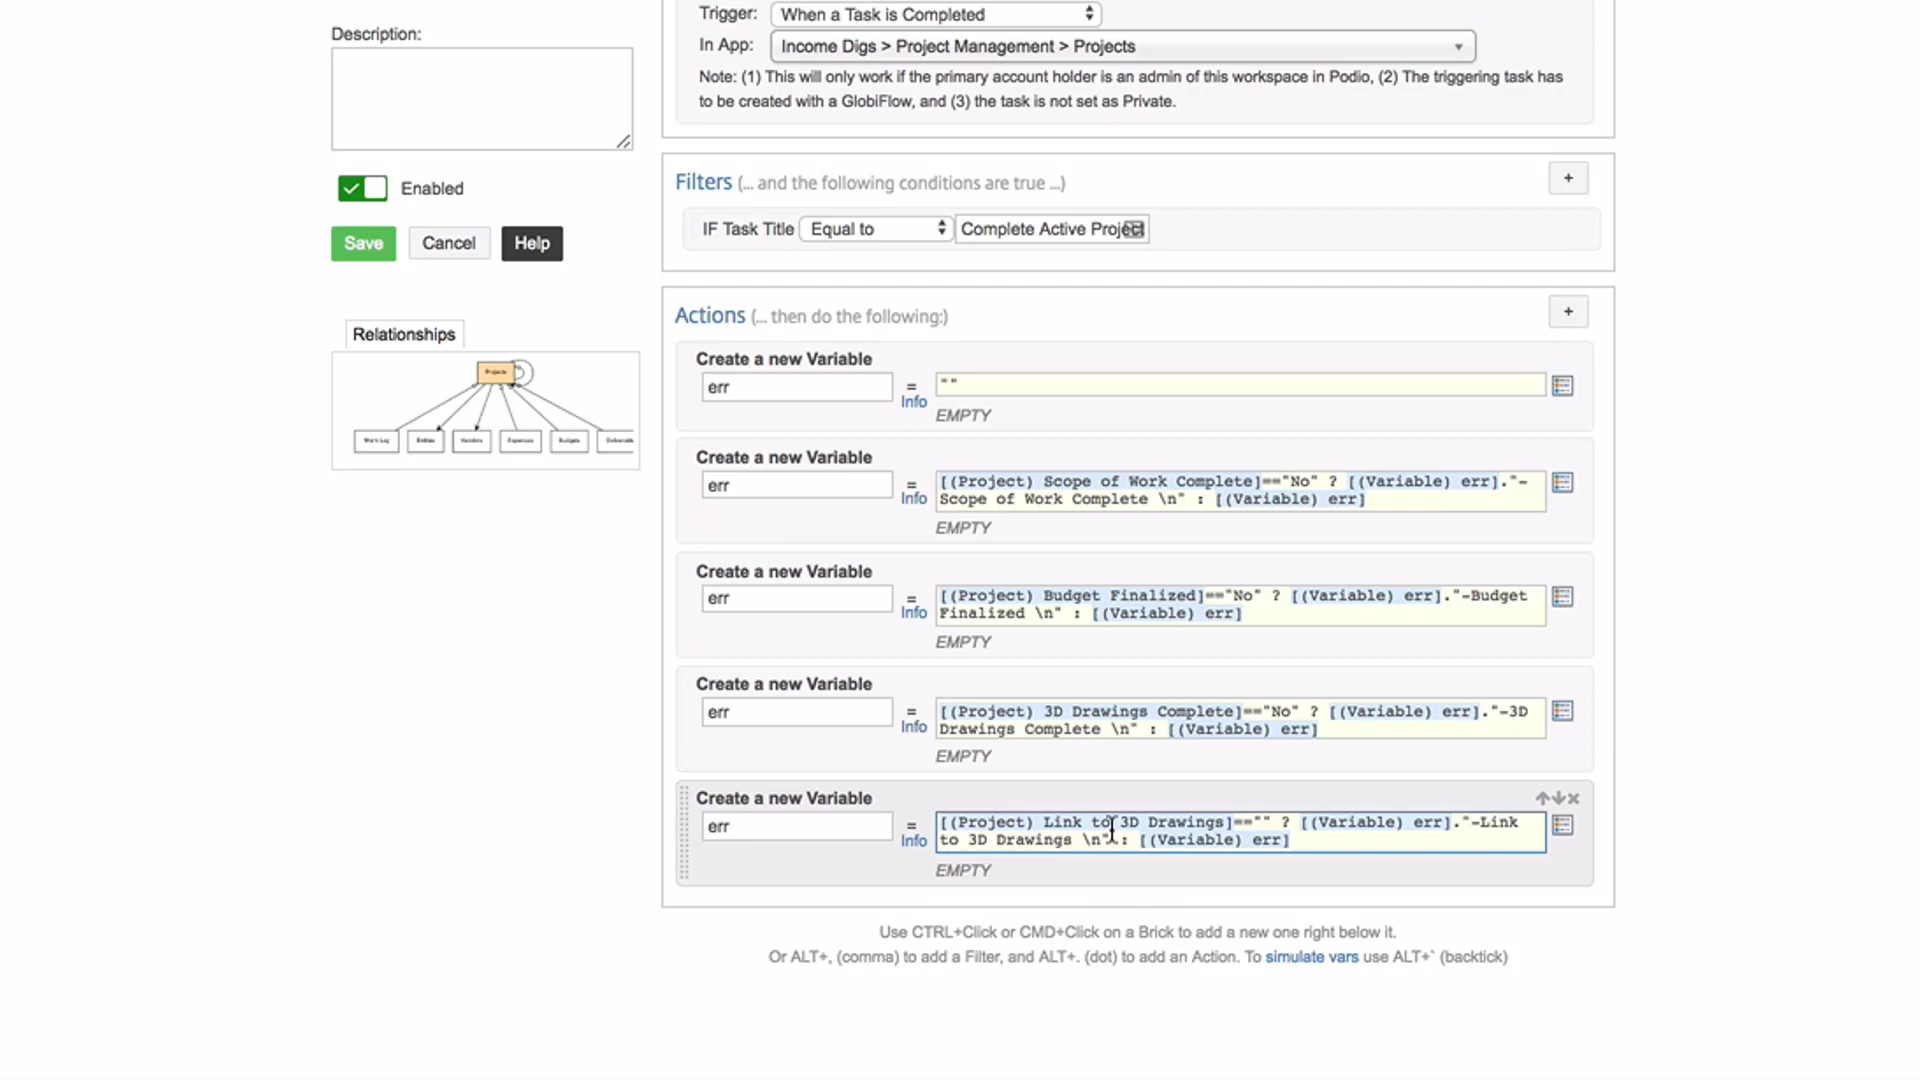 Description:
Enabled
Save Cancel Help
Relationships
Projects
Work Log Entities Vendors Expenses Budgets
Trigger: When a Task is Completed
In App: Income Digs > Project Management > Projects
Note: (1) This will only work if the primary account holder is an admin of this workspace in Podio, (2) The triggering task has
to be created with a GlobiFlow, and (3) the task is not set as Private.
Filters (... and the following conditions are true ...) +
IF Task Title Equal to Complete Active Project
Actions (... then do the following:) +
Create a new Variable
err = ""
Info
EMPTY
Create a new Variable
err = [(Project) Scope of Work Complete]=="No" ? [(Variable) err]."-
Info Scope of Work Complete \n" : [(Variable) err]
EMPTY
Create a new Variable
err = [(Project) Budget Finalized]=="No" ? [(Variable) err]."-Budget
Info Finalized \n" : [(Variable) err]
EMPTY
Create a new Variable
err = [(Project) 3D Drawings Complete]=="No" ? [(Variable) err]."-3D
Info Drawings Complete \n" : [(Variable) err]
EMPTY
Create a new Variable
err = [(Project) Link to 3D Drawings]=="" ? [(Variable) err]."-Link
Info to 3D Drawings \n" : [(Variable) err]
EMPTY
Use CTRL+Click or CMD+Click on a Brick to add a new one right below it.
Or ALT+, (comma) to add a Filter, and ALT+. (dot) to add an Action. To simulate vars use ALT+` (backtick)